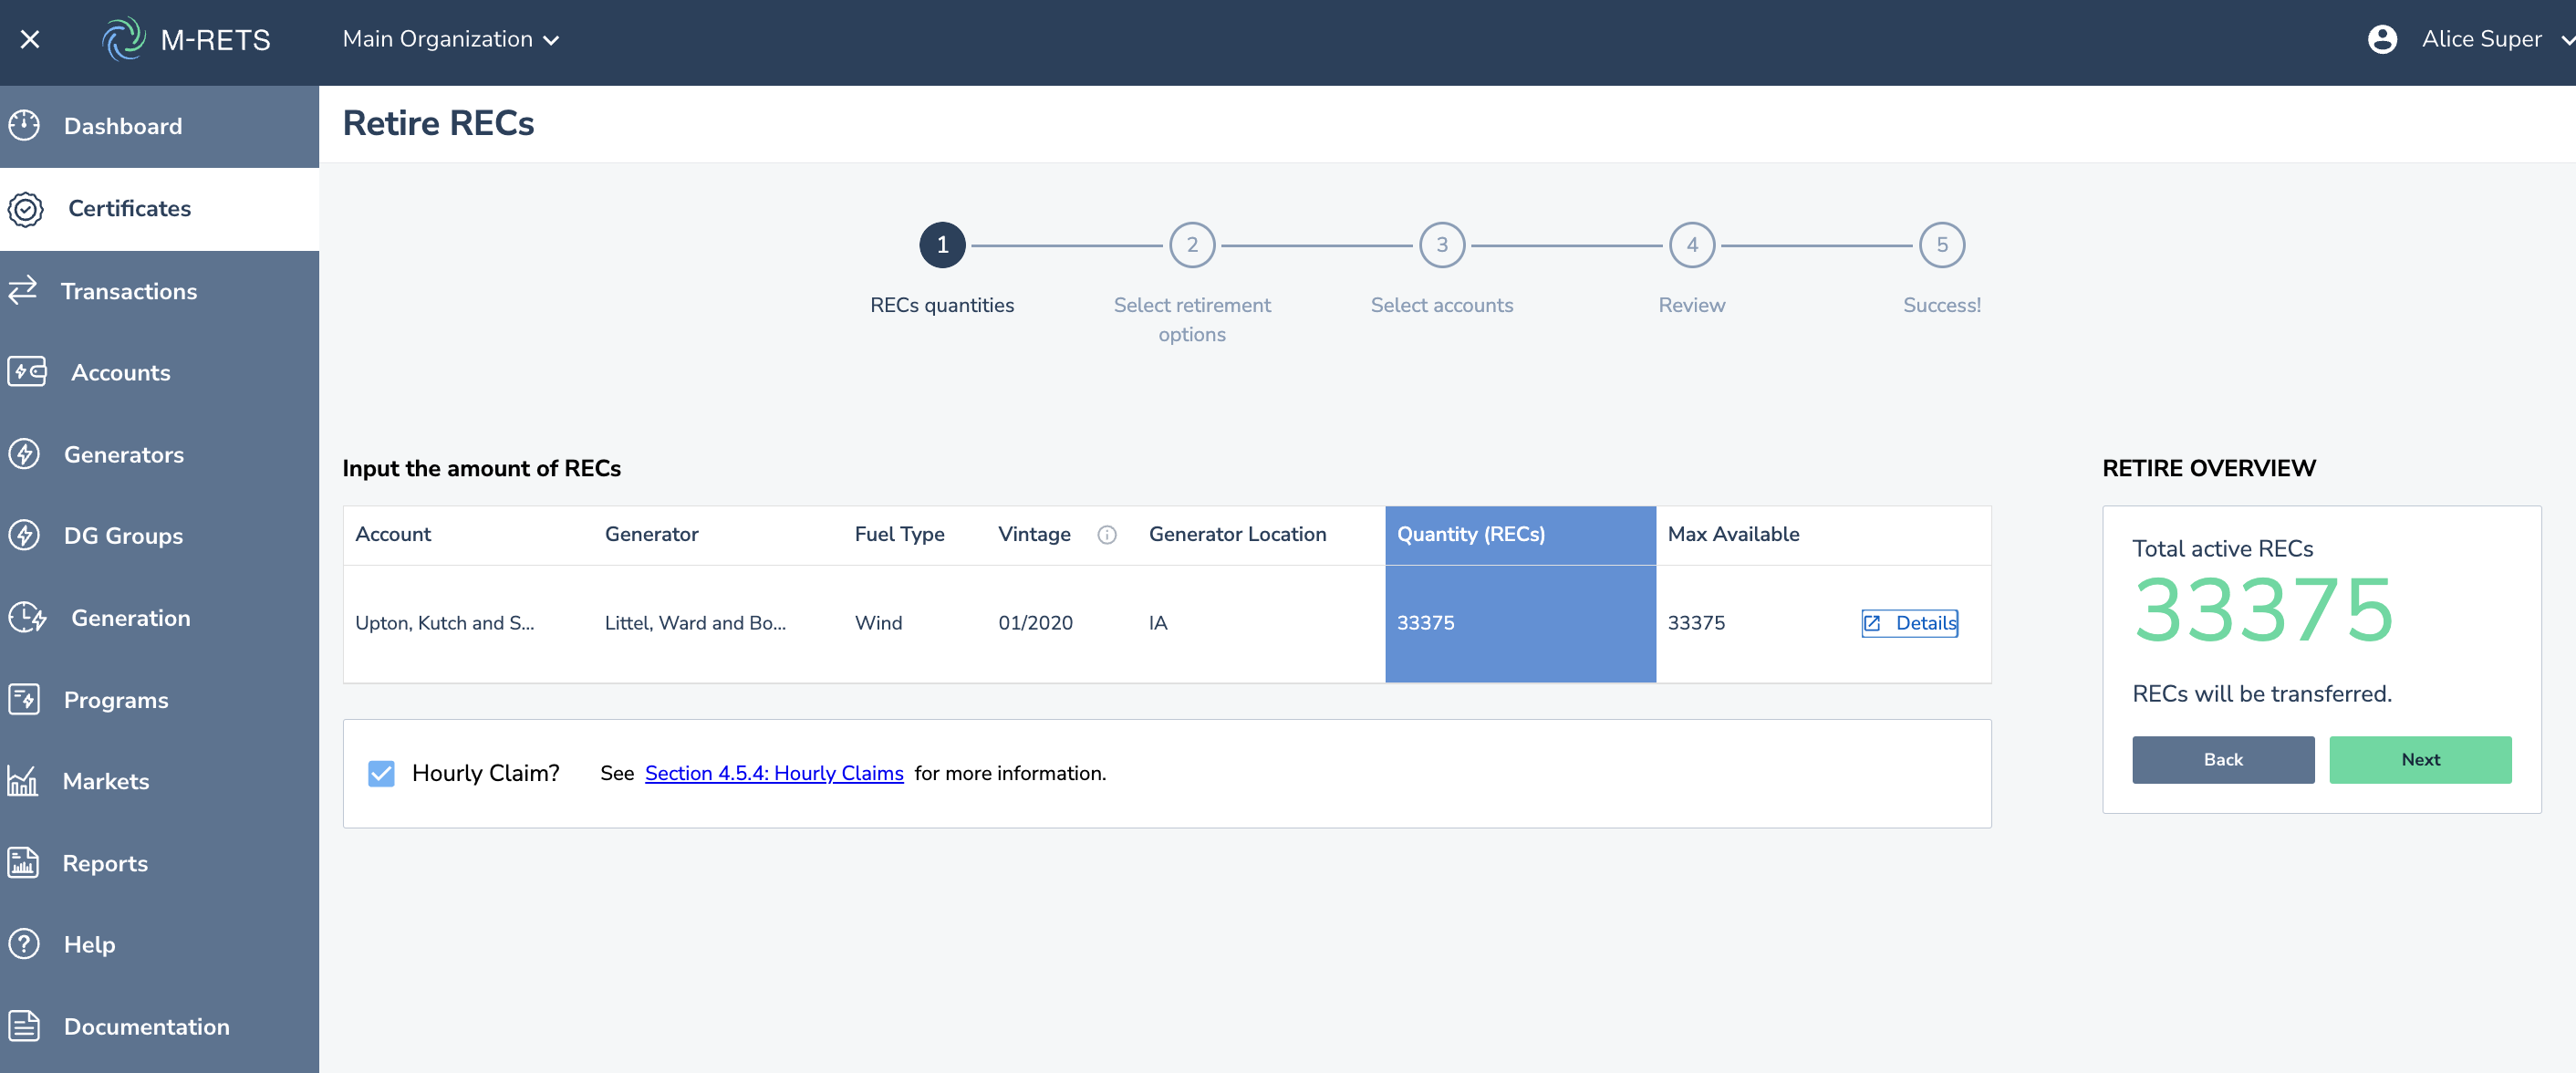 M-RETS
Main Organization
Alice Super
Dashboard
Certificates
Transactions
Accounts
Generators
DG Groups
Generation
Programs
Markets
Reports
Help
Documentation
Retire RECs
1
2
3
4
5
RECs quantities
Select retirement
options
Select accounts
Review
Success!
Input the amount of RECs
Account Generator Fuel Type Vintage Generator Location Quantity (RECs) Max Available
Upton, Kutch and S... Littel, Ward and Bo... Wind 01/2020 IA 33375 33375 Details
Hourly Claim? See Section 4.5.4: Hourly Claims for more information.
RETIRE OVERVIEW
Total active RECs
33375
RECs will be transferred.
Back
Next